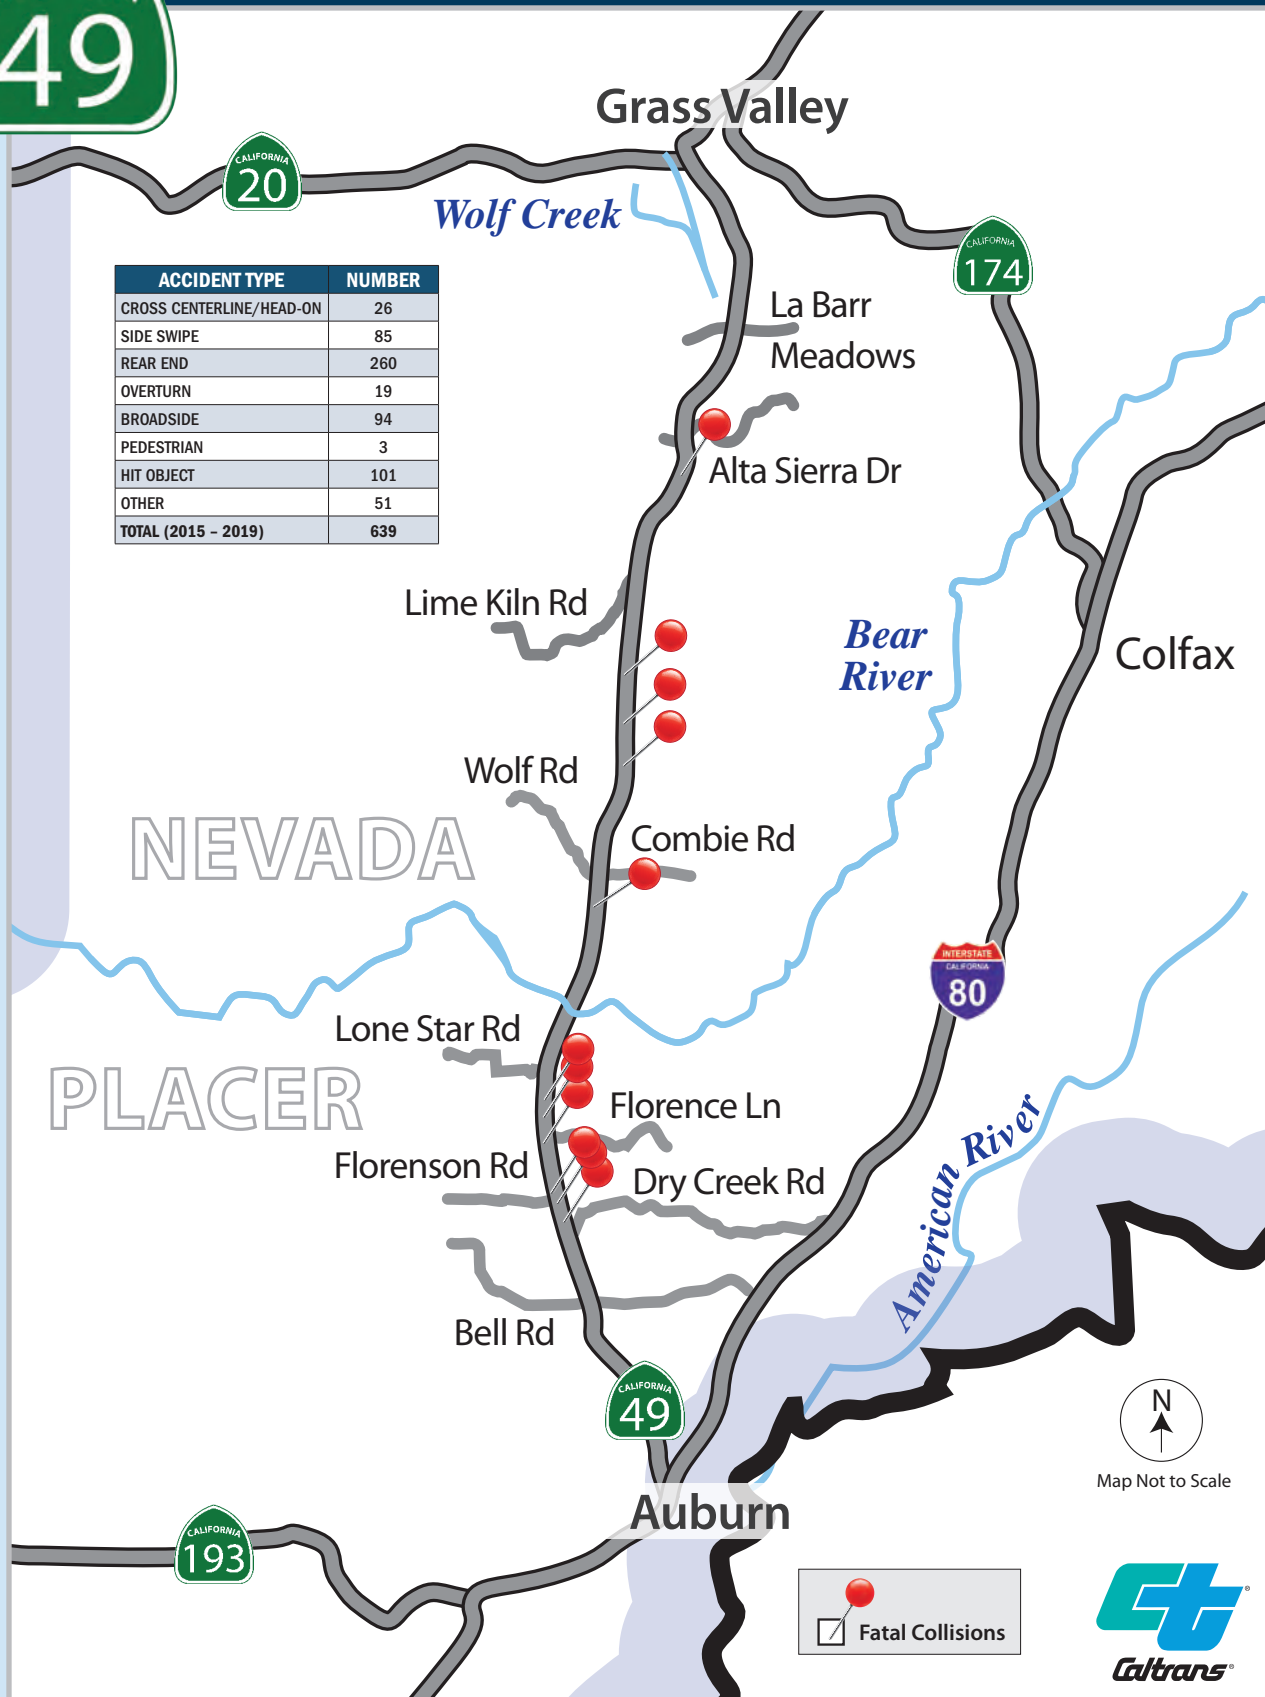 49
Grass Valley
CALIFORNIA
20
Wolf Creek
CALIFORNIA
174
ACCIDENT TYPE NUMBER
CROSS CENTERLINE/HEAD-ON 26
SIDE SWIPE 85
REAR END 260
OVERTURN 19
BROADSIDE 94
PEDESTRIAN 3
HIT OBJECT 101
OTHER 51
TOTAL (2015 – 2019) 639
La Barr
Meadows
Alta Sierra Dr
Lime Kiln Rd
Bear
River
Colfax
Wolf Rd
NEVADA
Combie Rd
INTERSTATE
CALIFORNIA
80
Lone Star Rd
PLACER
Florence Ln
American River
Florenson Rd
Dry Creek Rd
Bell Rd
CALIFORNIA
49
N
Map Not to Scale
Auburn
CALIFORNIA
193
Fatal Collisions
ct®
Caltrans®